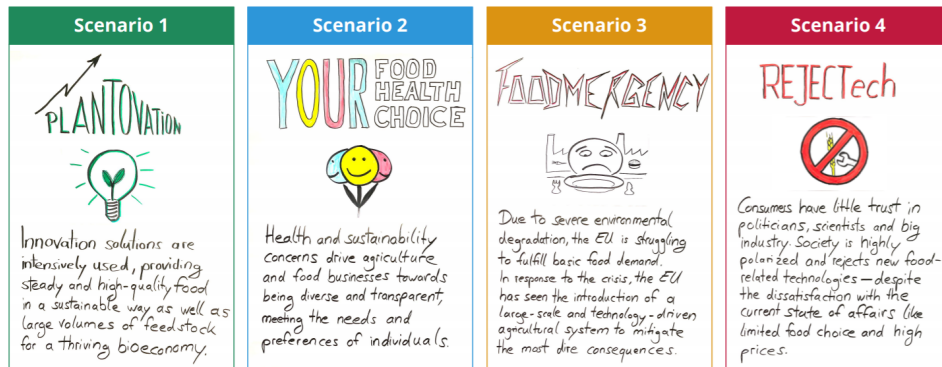 Scenario 1
PLANTOVATION
Innovation solutions are
intensively used, providing
steady and high-quality food
in a sustainable way as well as
large volumes of feedstock
for a thriving bioeconomy.
Scenario 2
YOUR FOOD
HEALTH
CHOICE
Health and sustainability
concerns drive agriculture
and food businesses towards
being diverse and transparent,
meeting the needs and
preferences of individuals.
Scenario 3
FOODMERGENCY
Due to severe environmental
degradation, the EU is struggling
to fulfill basic food demand.
In response to the crisis, the EU
has seen the introduction of a
large-scale and technology-driven
agricultural system to mitigate
the most dire consequences.
Scenario 4
REJECTech
Consumers have little trust in
politicians, scientists and big
industry. Society is highly
polarized and rejects new food-
related technologies – despite
the dissatisfaction with the
current state of affairs like
limited food choice and high
prices.